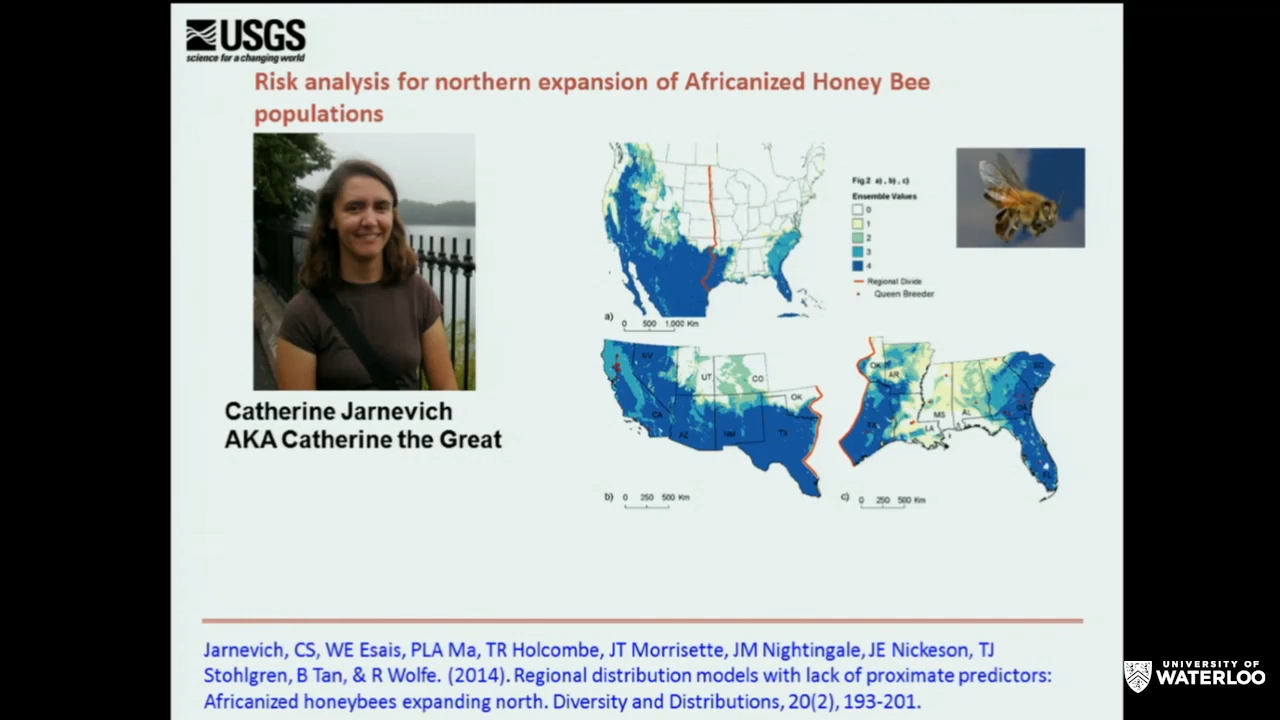 USGS
science for a changing world
Risk analysis for northern expansion of Africanized Honey Bee
populations
Fig.2 a) , b) , c)
Ensemble Values
0
1
2
3
4
Regional Divide
Queen Breeder
a)
0 500 1,000 Km
NV
UT
CO
OK
CA
AZ
NM
TX
b) 0 250 500 Km
OK
AR
SC
MS
AL
GA
TX
LA
FL
c) 0 250 500 Km
Catherine Jarnevich
AKA Catherine the Great
Jarnevich, CS, WE Esais, PLA Ma, TR Holcombe, JT Morrisette, JM Nightingale, JE Nickeson, TJ
Stohlgren, B Tan, & R Wolfe. (2014). Regional distribution models with lack of proximate predictors:
Africanized honeybees expanding north. Diversity and Distributions, 20(2), 193-201.
UNIVERSITY OF
WATERLOO